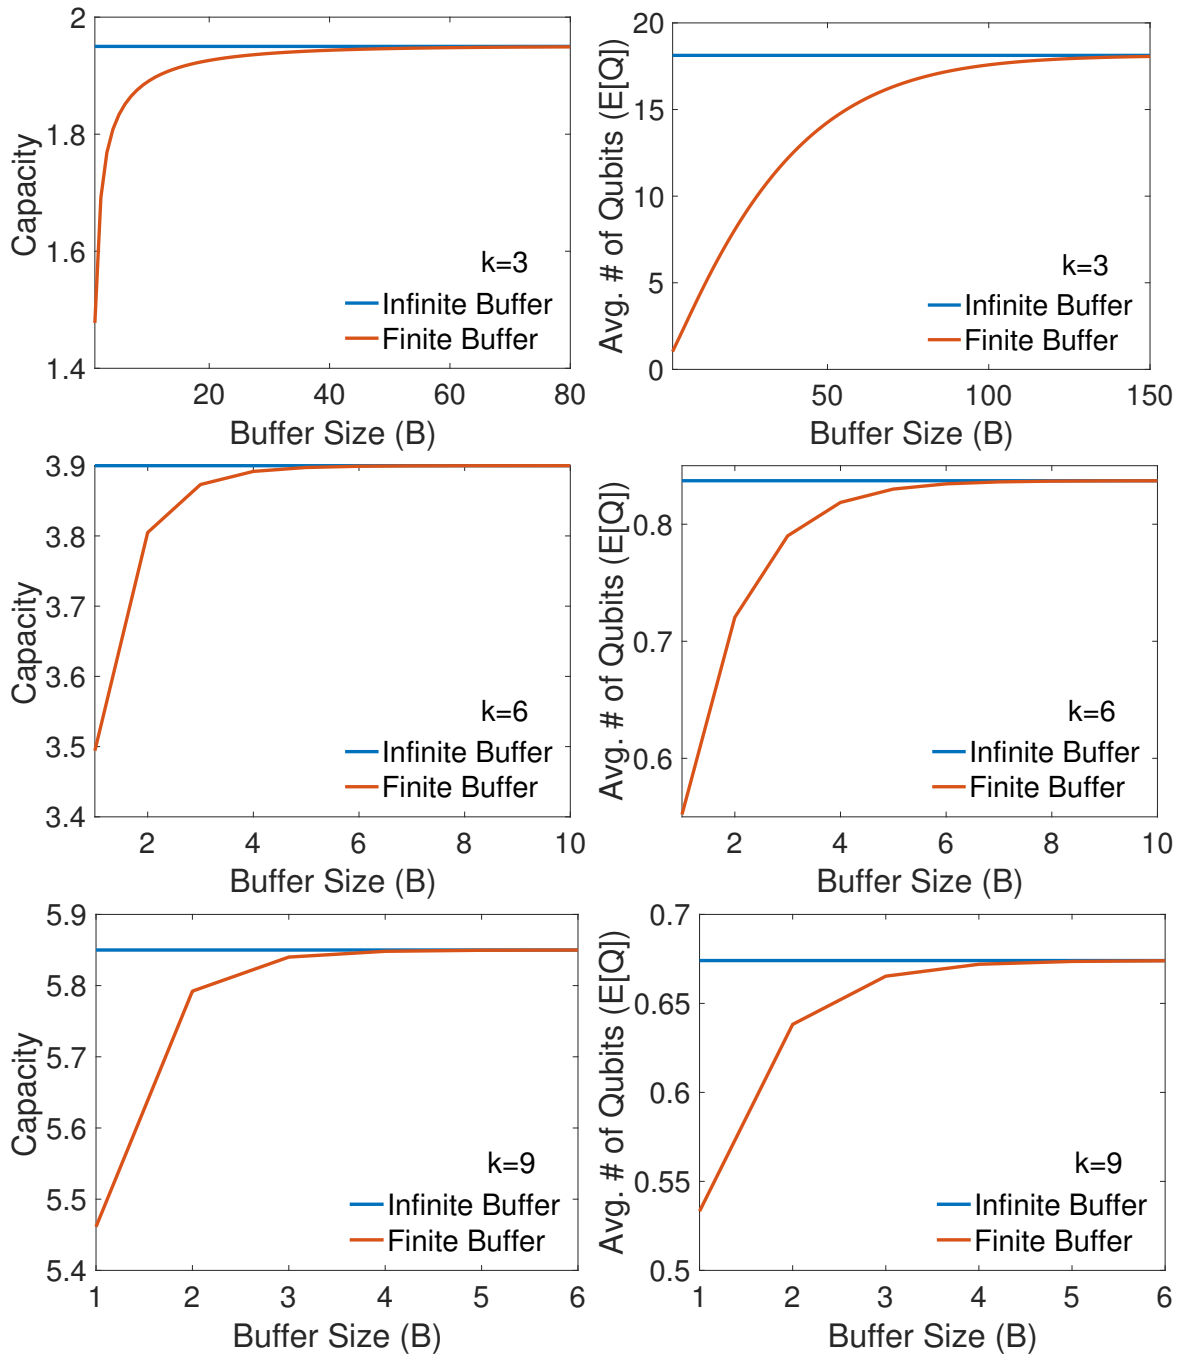 2
1.8
1.6
1.4
Capacity
k=3
Infinite Buffer
Finite Buffer
20 40 60 80
Buffer Size (B)
20
15
10
5
0
Avg. # of Qubits (E[Q])
k=3
Infinite Buffer
Finite Buffer
50 100 150
Buffer Size (B)
3.9
3.8
3.7
3.6
3.5
3.4
Capacity
k=6
Infinite Buffer
Finite Buffer
2 4 6 8 10
Buffer Size (B)
0.8
0.7
0.6
Avg. # of Qubits (E[Q])
k=6
Infinite Buffer
Finite Buffer
2 4 6 8 10
Buffer Size (B)
5.9
5.8
5.7
5.6
5.5
5.4
Capacity
k=9
Infinite Buffer
Finite Buffer
1 2 3 4 5 6
Buffer Size (B)
0.7
0.65
0.6
0.55
0.5
Avg. # of Qubits (E[Q])
k=9
Infinite Buffer
Finite Buffer
1 2 3 4 5 6
Buffer Size (B)